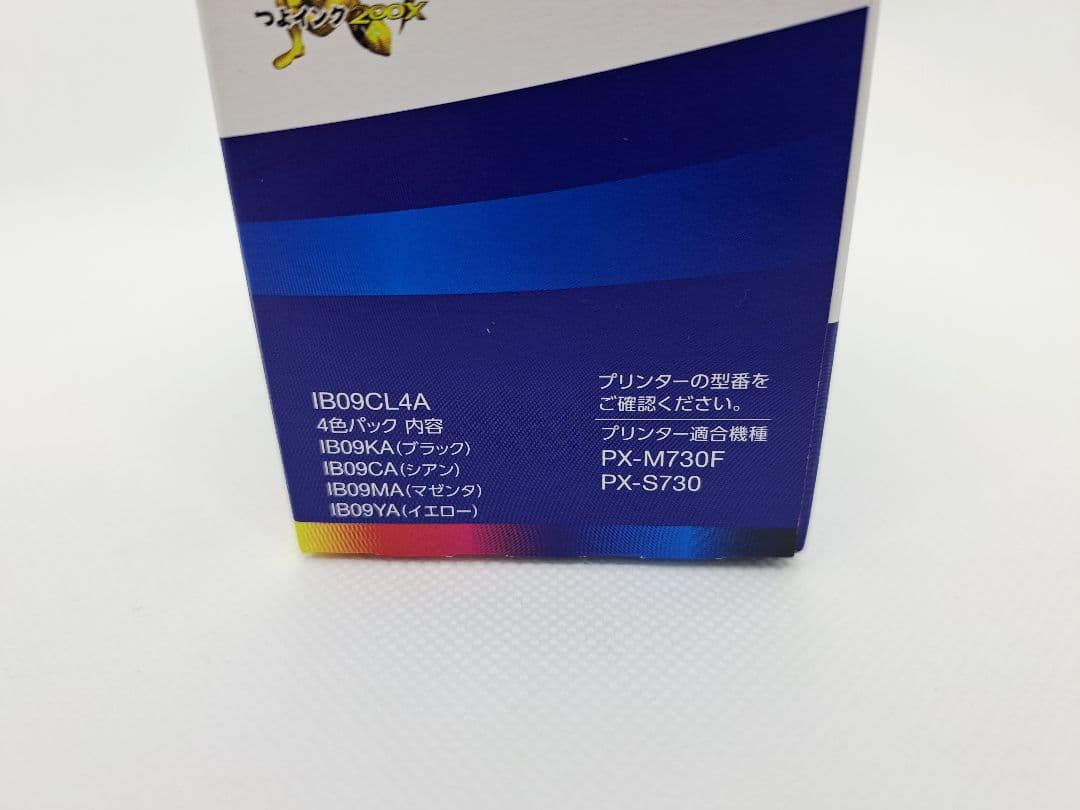 つよインク200X
IB09CL4A
4色パック 内容
IB09KA(ブラック)
IB09CA(シアン)
IB09MA(マゼンタ)
IB09YA(イエロー)
プリンターの型番を
ご確認ください。
プリンター適合機種
PX-M730F
PX-S730